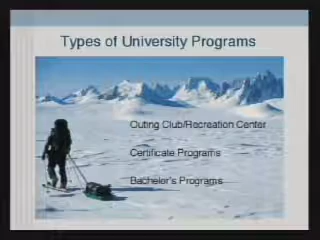 Types of University Programs
Outing Club/Recreation Center
Certificate Programs
Bachelor's Programs